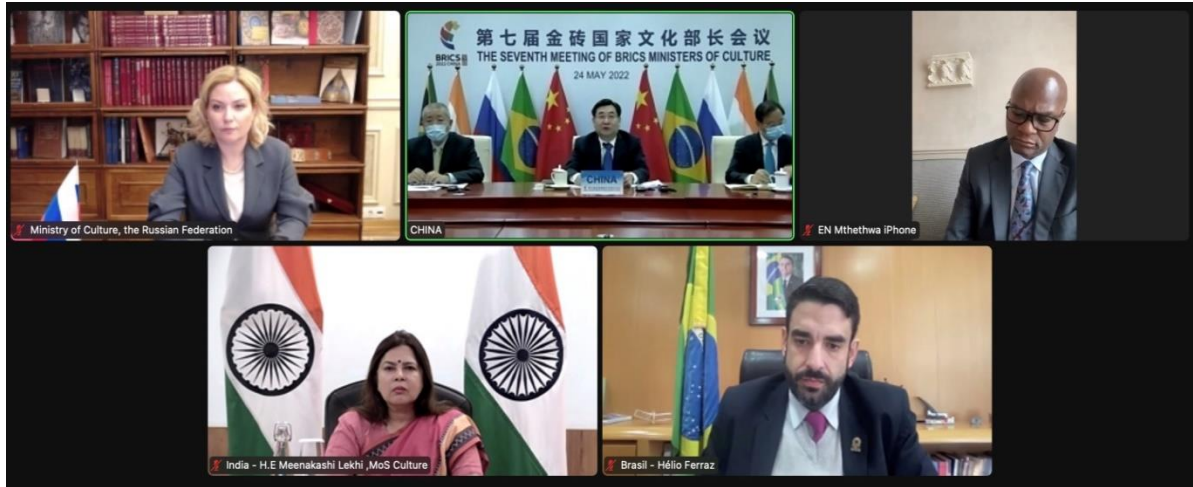 第七届金砖国家文化部长会议
BRICS
THE SEVENTH MEETING OF BRICS MINISTERS OF CULTURE
24 MAY 2022
CHINA
Ministry of Culture, the Russian Federation
CHINA
EN Mthethwa iPhone
India - H.E Meenakashi Lekhi ,MoS Culture
Brasil - Hélio Ferraz